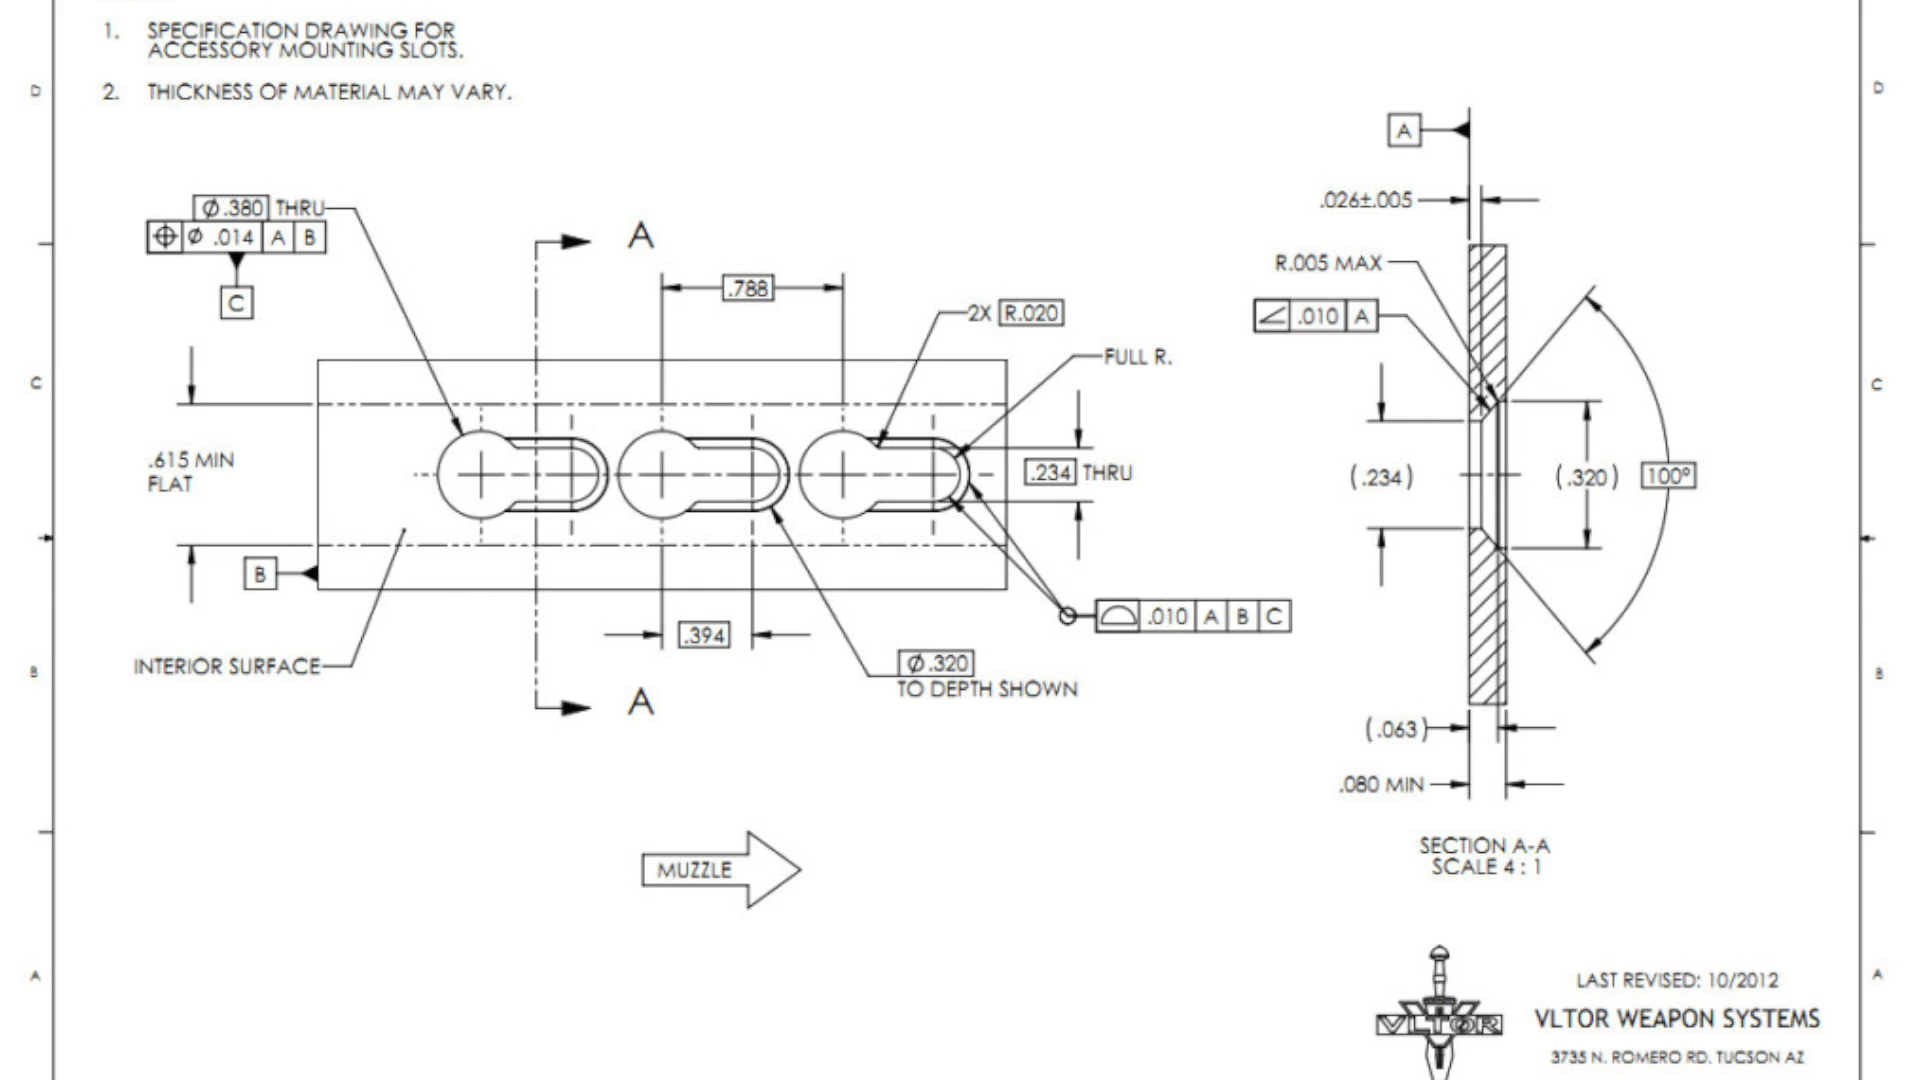 1. SPECIFICATION DRAWING FOR
ACCESSORY MOUNTING SLOTS.
2. THICKNESS OF MATERIAL MAY VARY.
D
D
A
.026±.005
Ø.380 THRU
⌖ Ø .014 A B
C
A
R.005 MAX
∠ .010 A
.788
2X R.020
FULL R.
C
C
.615 MIN
FLAT
.234 THRU
(.234)
(.320)
100°
B
⌓ .010 A B C
.394
INTERIOR SURFACE
Ø.320
TO DEPTH SHOWN
A
B
B
(.063)
.080 MIN
MUZZLE
SECTION A-A
SCALE 4 : 1
A
A
LAST REVISED: 10/2012
VLTOR
VLTOR WEAPON SYSTEMS
3735 N. ROMERO RD. TUCSON AZ